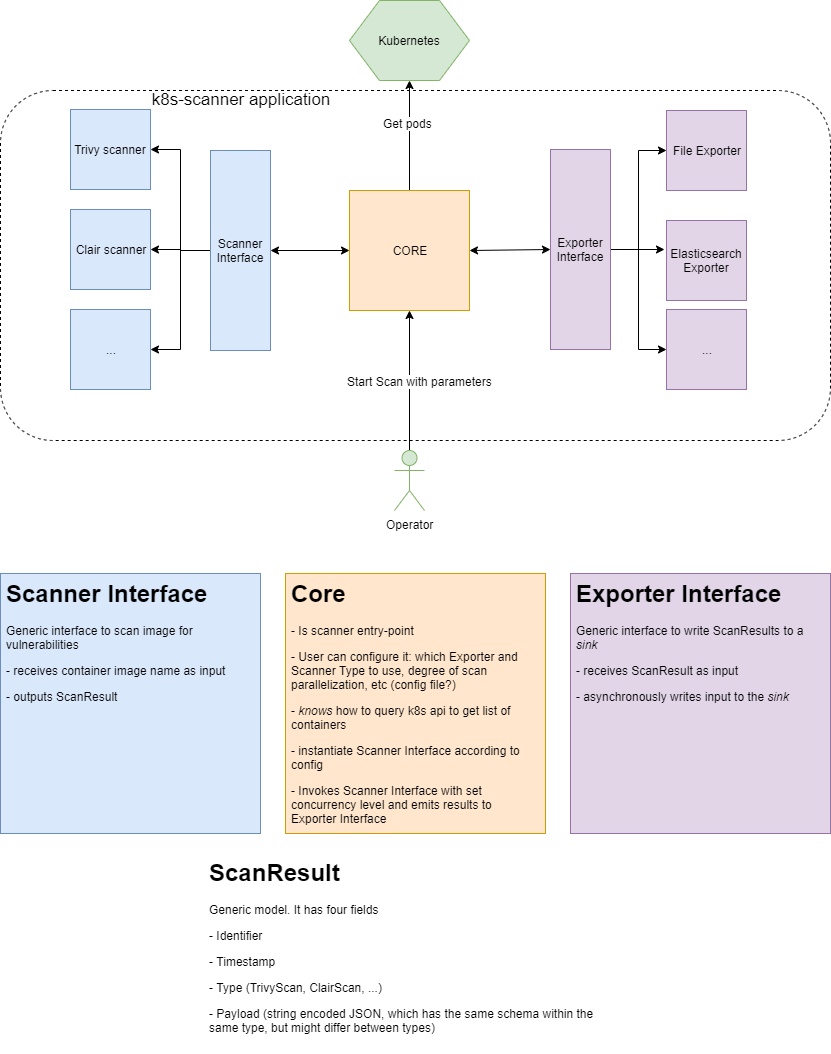 Kubernetes
k8s-scanner application
Get pods
Trivy scanner
File Exporter
Clair scanner
Scanner
Interface
CORE
Exporter
Interface
Elasticsearch
Exporter
...
...
Start Scan with parameters
Operator
Scanner Interface
Generic interface to scan image for
vulnerabilities
- receives container image name as input
- outputs ScanResult
Core
- Is scanner entry-point
- User can configure it: which Exporter and
Scanner Type to use, degree of scan
parallelization, etc (config file?)
- knows how to query k8s api to get list of
containers
- instantiate Scanner Interface according to
config
- Invokes Scanner Interface with set
concurrency level and emits results to
Exporter Interface
Exporter Interface
Generic interface to write ScanResults to a
sink
- receives ScanResult as input
- asynchronously writes input to the sink
ScanResult
Generic model. It has four fields
- Identifier
- Timestamp
- Type (TrivyScan, ClairScan, ...)
- Payload (string encoded JSON, which has the same schema within the
same type, but might differ between types)